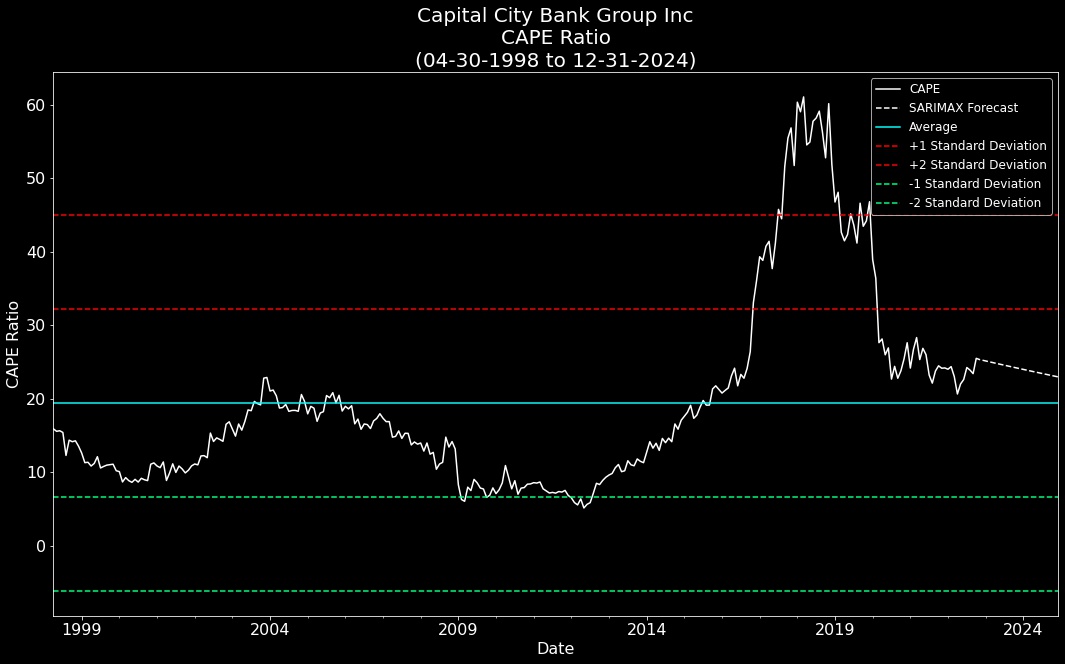 Capital City Bank Group Inc
CAPE Ratio
(04-30-1998 to 12-31-2024)
CAPE
SARIMAX Forecast
Average
+1 Standard Deviation
+2 Standard Deviation
-1 Standard Deviation
-2 Standard Deviation
CAPE Ratio
60
50
40
30
20
10
0
1999 2004 2009 2014 2019 2024
Date